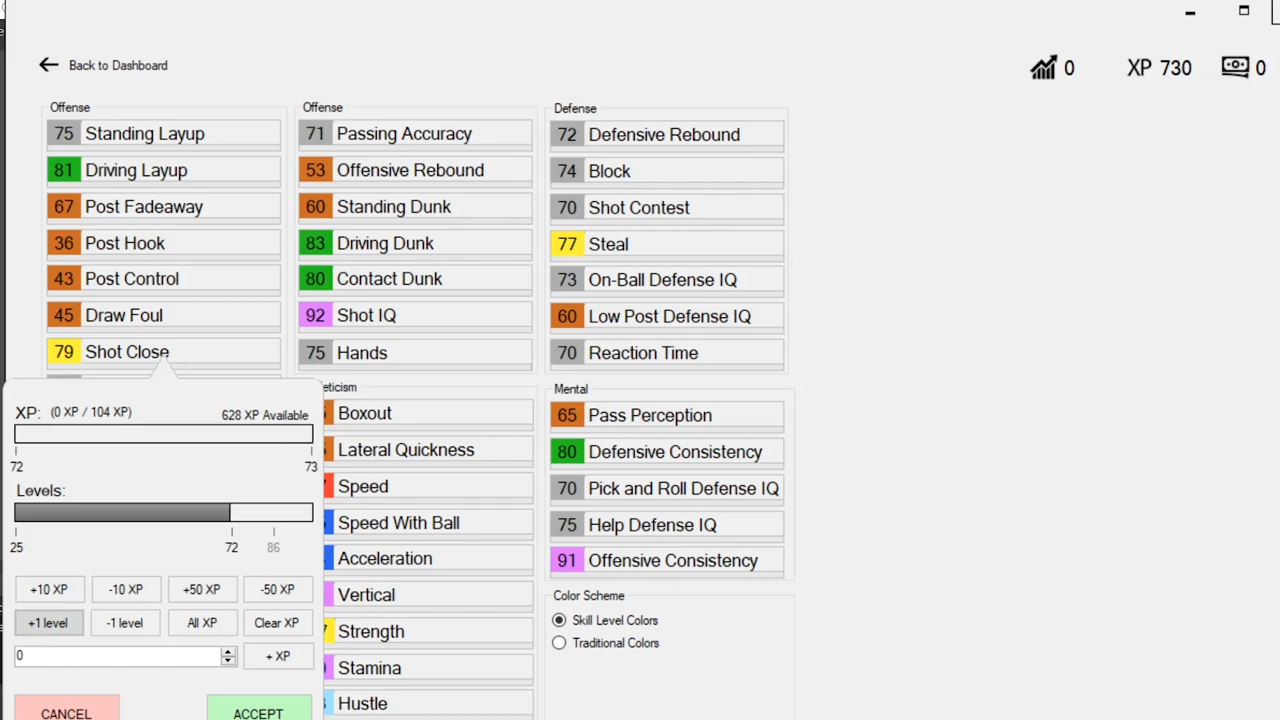 Back to Dashboard
0
XP 730
0
Offense
75 Standing Layup
81 Driving Layup
67 Post Fadeaway
36 Post Hook
43 Post Control
45 Draw Foul
79 Shot Close
Offense
71 Passing Accuracy
53 Offensive Rebound
60 Standing Dunk
83 Driving Dunk
80 Contact Dunk
92 Shot IQ
75 Hands
Defense
72 Defensive Rebound
74 Block
70 Shot Contest
77 Steal
73 On-Ball Defense IQ
60 Low Post Defense IQ
70 Reaction Time
XP: (0 XP / 104 XP) 628 XP Available
72 73
Levels:
25 72 86
+10 XP -10 XP +50 XP -50 XP
+1 level -1 level All XP Clear XP
0 + XP
CANCEL ACCEPT
eticism
Boxout
Lateral Quickness
Speed
Speed With Ball
Acceleration
Vertical
Strength
Stamina
Hustle
Mental
65 Pass Perception
80 Defensive Consistency
70 Pick and Roll Defense IQ
75 Help Defense IQ
91 Offensive Consistency
Color Scheme
Skill Level Colors
Traditional Colors